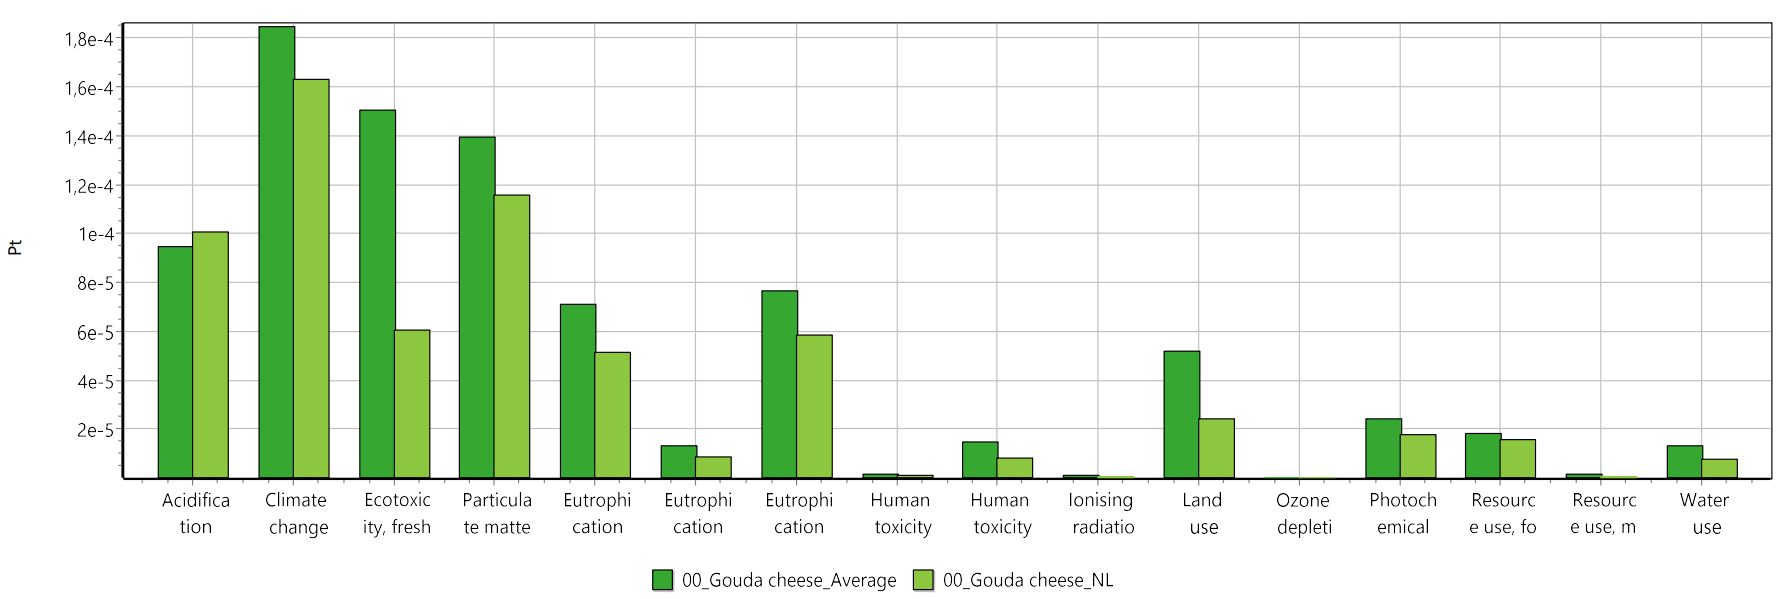 1,8e-4
1,6e-4
1,4e-4
1,2e-4
1e-4
8e-5
6e-5
4e-5
2e-5
Pt
Acidifica
tion
Climate
change
Ecotoxic
ity, fresh
Particula
te matte
Eutrophi
cation
Eutrophi
cation
Eutrophi
cation
Human
toxicity
Human
toxicity
Ionising
radiatio
Land
use
Ozone
depleti
Photoch
emical
Resourc
e use, fo
Resourc
e use, m
Water
use
00_Gouda cheese_Average
00_Gouda cheese_NL